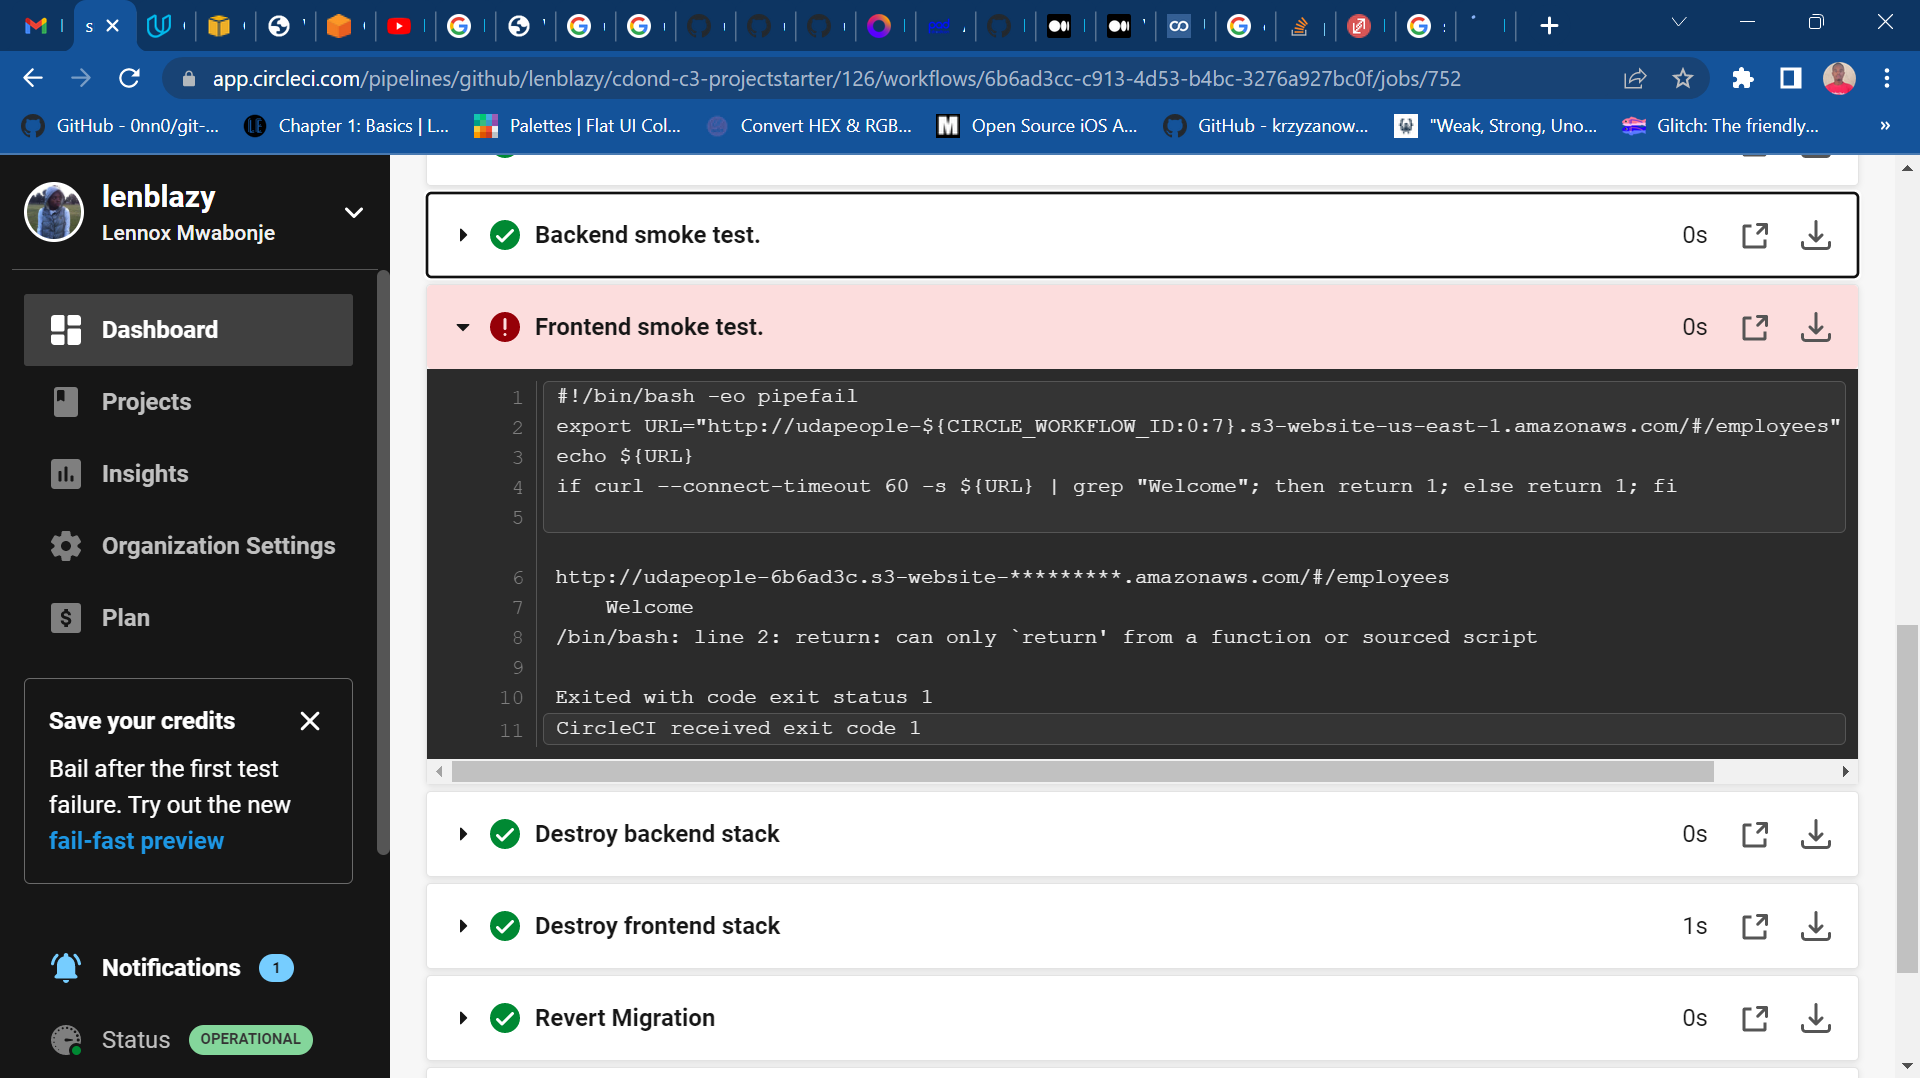 app.circleci.com/pipelines/github/lenblazy/cdond-c3-projectstarter/126/workflows/6b6ad3cc-c913-4d53-b4bc-3276a927bc0f/jobs/752
GitHub - 0nn0/git-...
Chapter 1: Basics | L...
Palettes | Flat UI Col...
Convert HEX & RGB...
Open Source iOS A...
GitHub - krzyzanow...
"Weak, Strong, Uno...
Glitch: The friendly...
»
lenblazy
Lennox Mwabonje
Dashboard
Projects
Insights
Organization Settings
Plan
Save your credits
Bail after the first test
failure. Try out the new
fail-fast preview
Notifications 1
Status OPERATIONAL
Backend smoke test. 0s
Frontend smoke test. 0s
1 #!/bin/bash -eo pipefail
2 export URL="http://udapeople-${CIRCLE_WORKFLOW_ID:0:7}.s3-website-us-east-1.amazonaws.com/#/employees"
3 echo ${URL}
4 if curl --connect-timeout 60 -s ${URL} | grep "Welcome"; then return 1; else return 1; fi
5
6 http://udapeople-6b6ad3c.s3-website-*********.amazonaws.com/#/employees
7 Welcome
8 /bin/bash: line 2: return: can only `return' from a function or sourced script
9
10 Exited with code exit status 1
11 CircleCI received exit code 1
Destroy backend stack 0s
Destroy frontend stack 1s
Revert Migration 0s